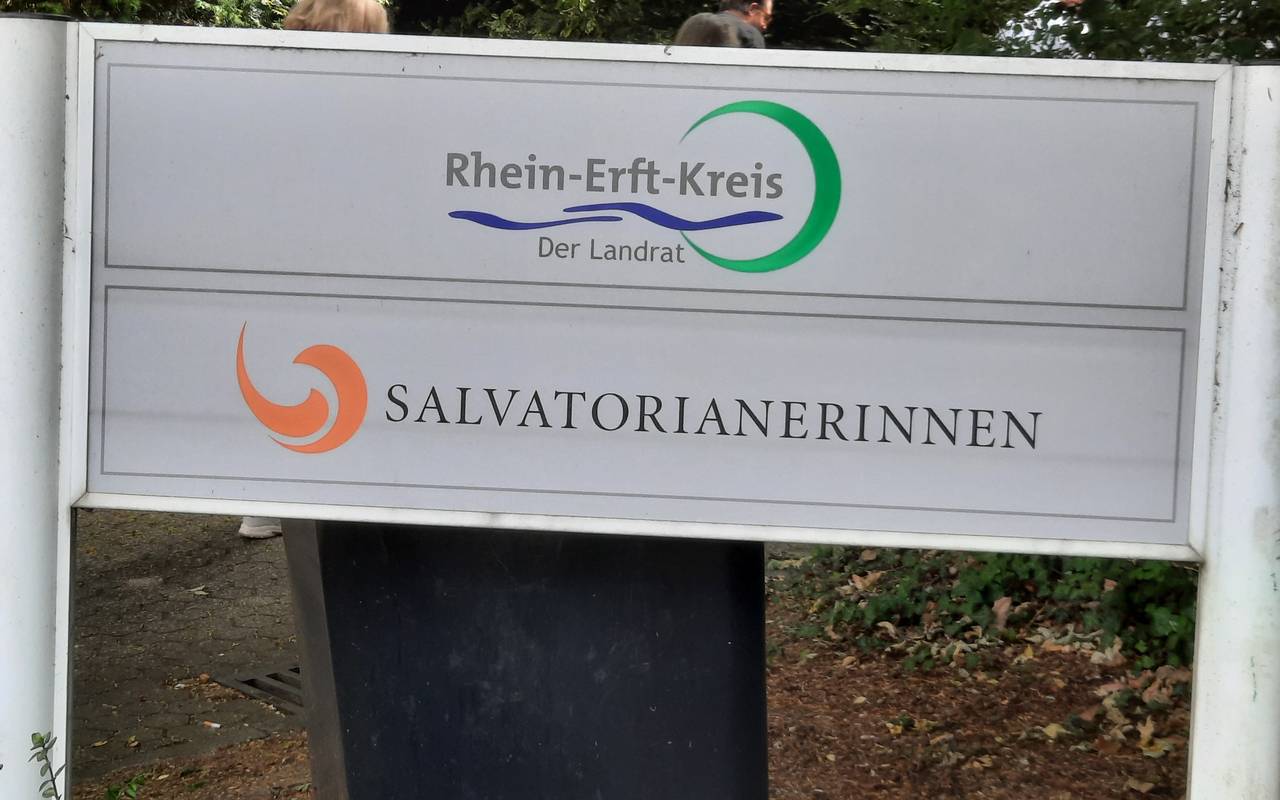 Rhein-Erft-Kreis
Der Landrat
SALVATORIANERINNEN